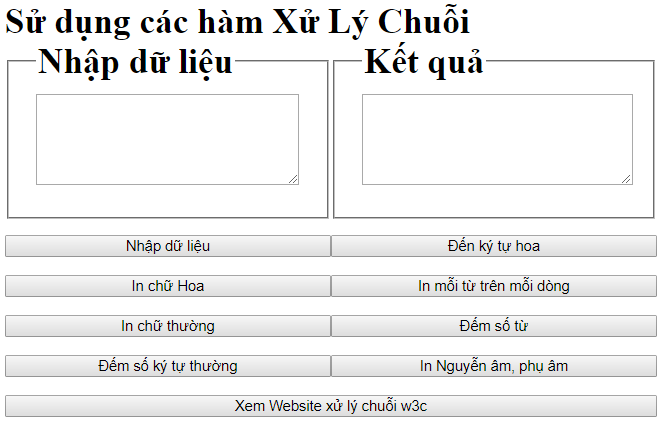 Sử dụng các hàm Xử Lý Chuỗi
Nhập dữ liệu
Kết quả
Nhập dữ liệu
Đến ký tự hoa
In chữ Hoa
In mỗi từ trên mỗi dòng
In chữ thường
Đếm số từ
Đếm số ký tự thường
In Nguyễn âm, phụ âm
Xem Website xử lý chuỗi w3c